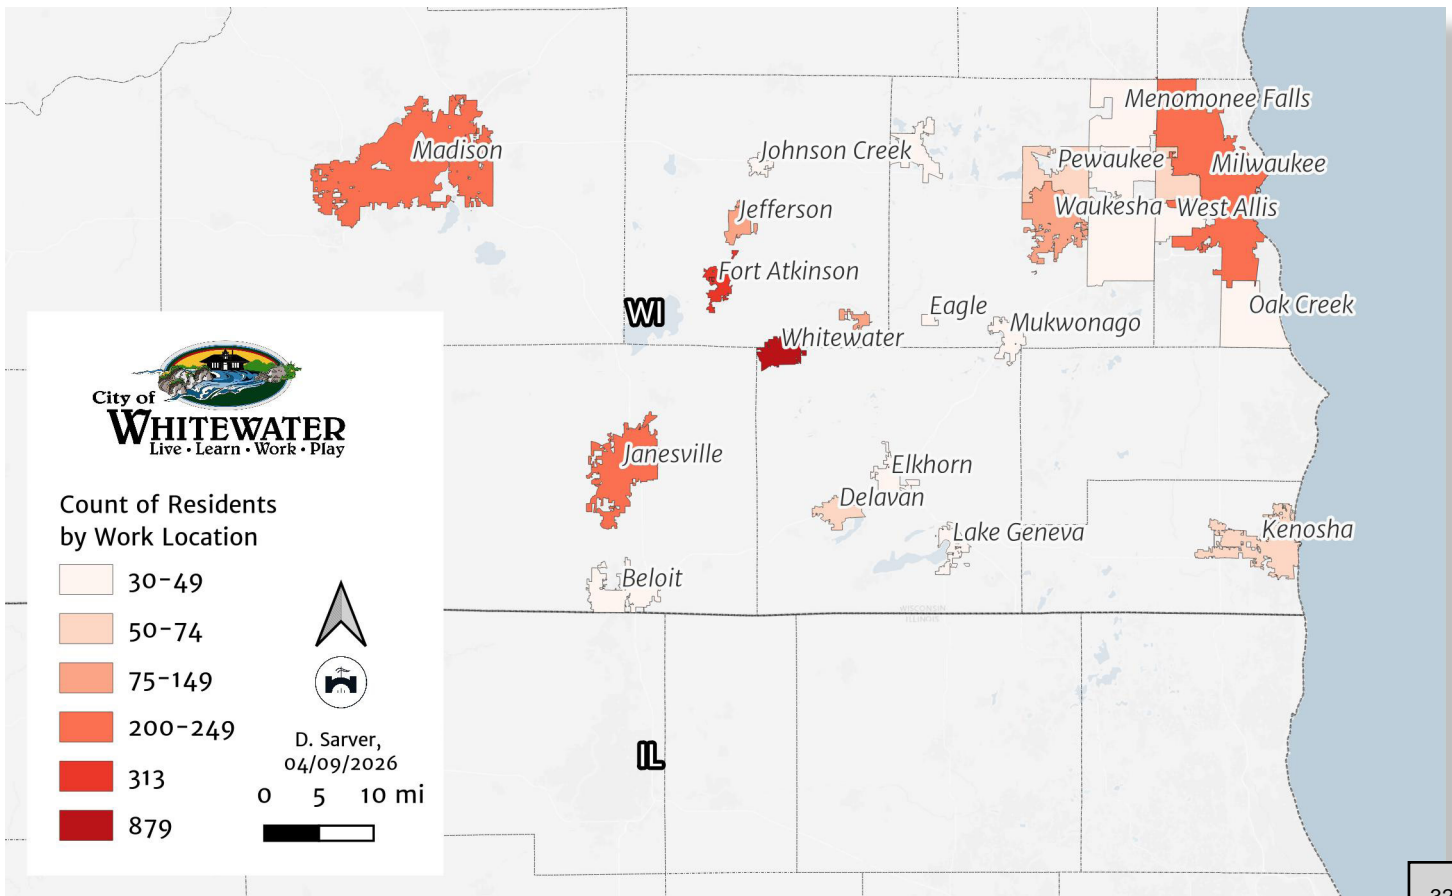 Menomonee Falls
Madison
Johnson Creek
Pewaukee
Milwaukee
Jefferson
Waukesha
West Allis
Fort Atkinson
WI
Eagle
Oak Creek
Mukwonago
Whitewater
Janesville
Elkhorn
Delavan
Lake Geneva
Kenosha
Beloit
WISCONSIN
ILLINOIS
IL
City of
WHITEWATER
Live • Learn • Work • Play
Count of Residents
by Work Location
30-49
50-74
75-149
200-249
313
879
D. Sarver,
04/09/2026
0 5 10 mi